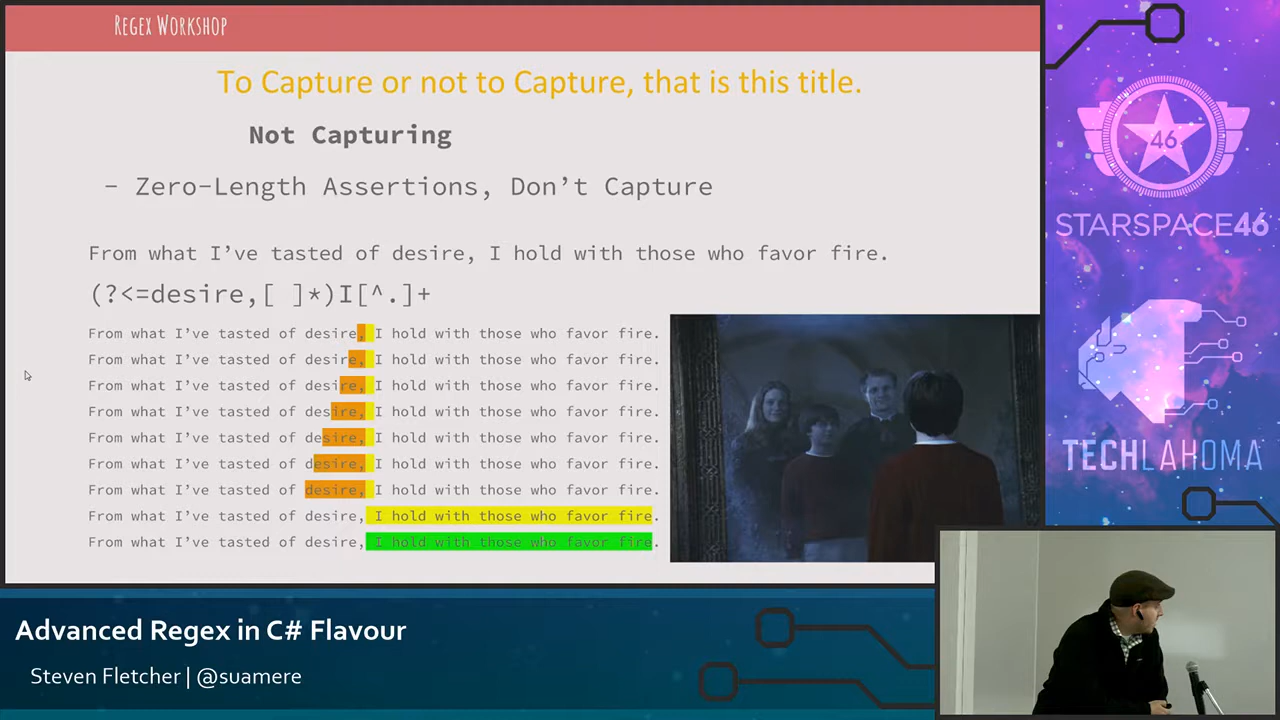 Regex Workshop
To Capture or not to Capture, that is this title.
Not Capturing
- Zero-Length Assertions, Don't Capture
From what I've tasted of desire, I hold with those who favor fire.
(?<=desire,[ ]*)I[^.]+
From what I've tasted of desire, I hold with those who favor fire.
From what I've tasted of desire, I hold with those who favor fire.
From what I've tasted of desire, I hold with those who favor fire.
From what I've tasted of desire, I hold with those who favor fire.
From what I've tasted of desire, I hold with those who favor fire.
From what I've tasted of desire, I hold with those who favor fire.
From what I've tasted of desire, I hold with those who favor fire.
From what I've tasted of desire, I hold with those who favor fire.
From what I've tasted of desire, I hold with those who favor fire.
46
STARSPACE46
TECHLAHOMA
Advanced Regex in C# Flavour
Steven Fletcher | @suamere